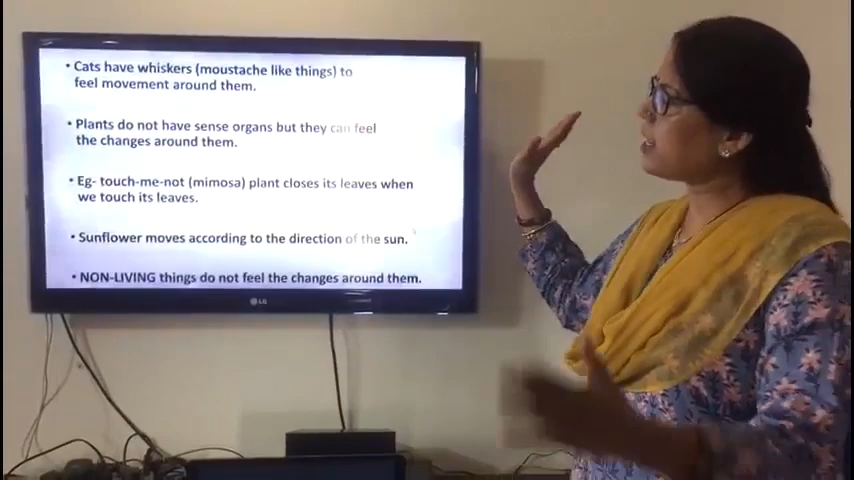 • Cats have whiskers (moustache like things) to
feel movement around them.
• Plants do not have sense organs but they can feel
the changes around them.
• Eg- touch-me-not (mimosa) plant closes its leaves when
we touch its leaves.
• Sunflower moves according to the direction of the sun.
• NON-LIVING things do not feel the changes around them.
LG